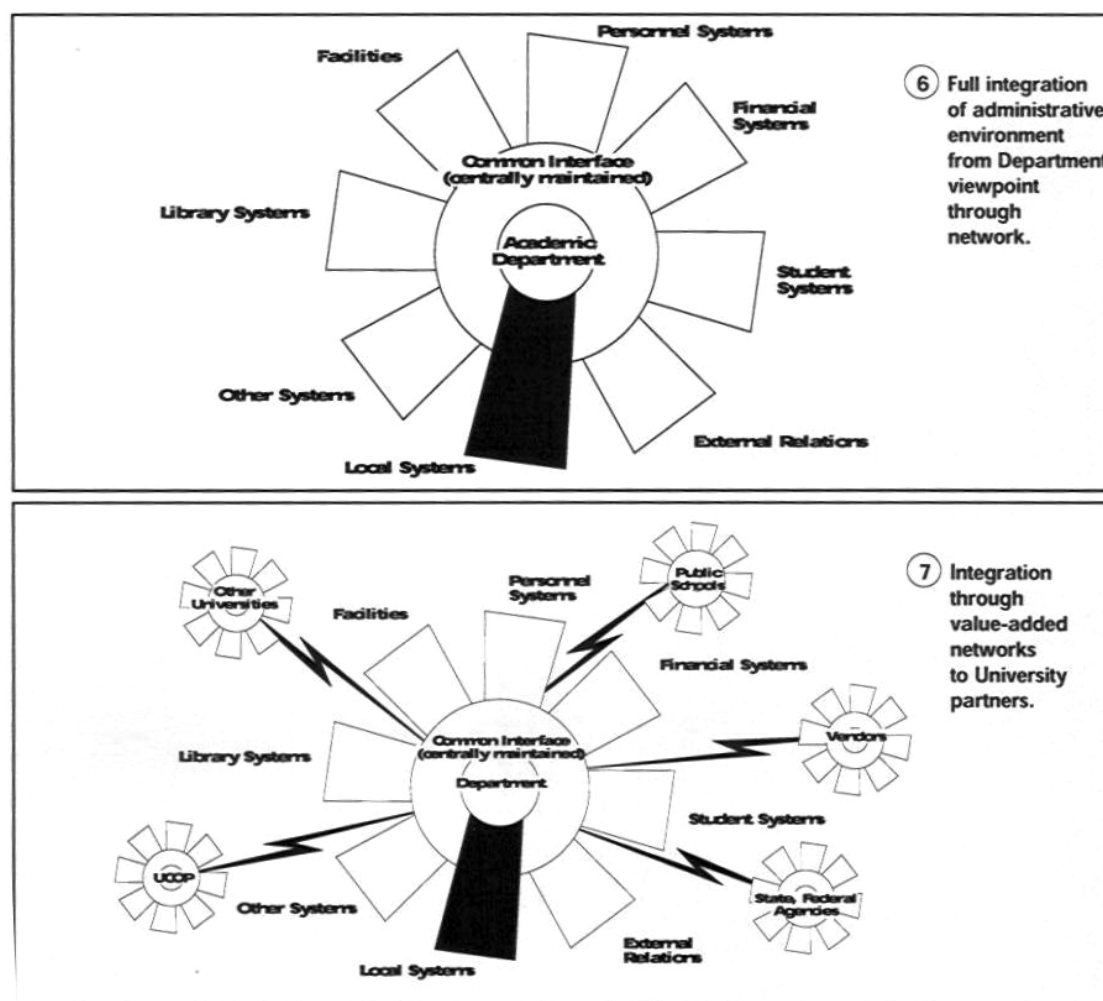 Personnel Systems
Facilities
Financial
Systems
Common Interface
(centrally maintained)
Library Systems
Academic
Department
Student
Systems
Other Systems
External Relations
Local Systems
6
Full integration
of administrative
environment
from Department
viewpoint
through
network.
Other
Universities
Public
Schools
Personnel
Systems
Facilities
Financial Systems
Vendors
Common Interface
(centrally maintained)
Library Systems
Department
Student Systems
UCOP
State, Federal
Agencies
Other Systems
External
Relations
Local Systems
7
Integration
through
value-added
networks
to University
partners.